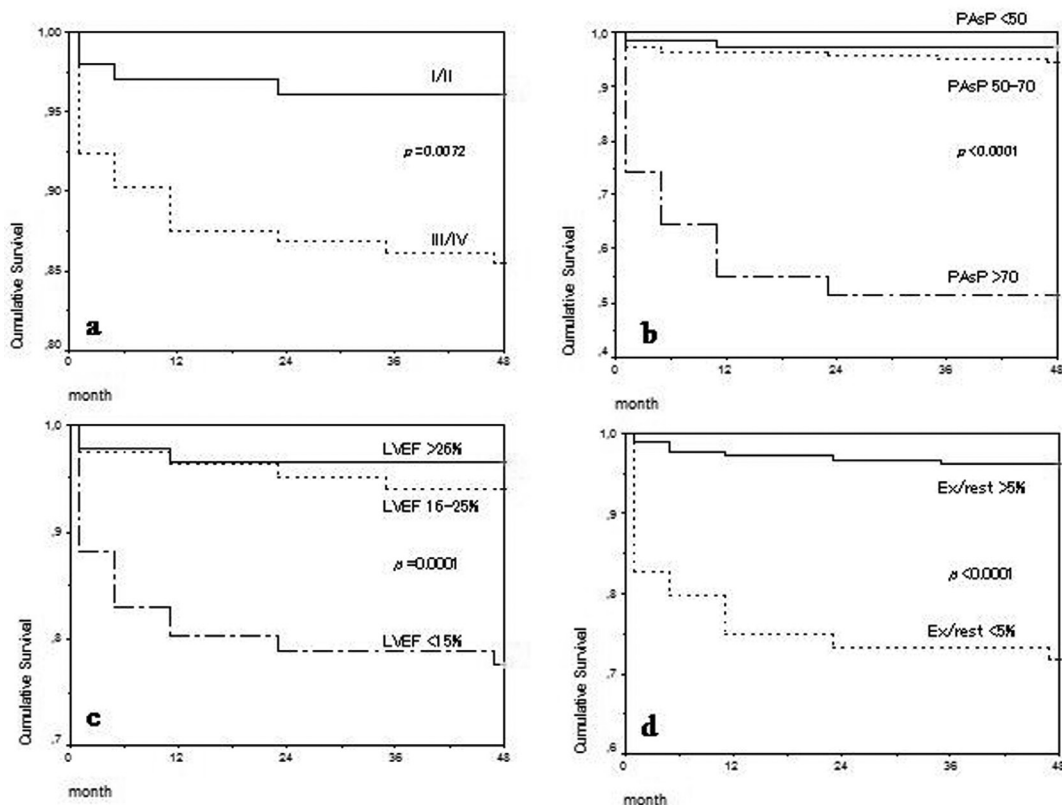 1,00
,95
,90
,85
,80
Cumulative Survival
I/II
p=0.0072
III/IV
a
0 12 24 36 48
month
PAsP <50
1,0
,9
,8
,7
,6
,5
,4
Cumulative Survival
PAsP 50-70
p<0.0001
PAsP >70
b
0 12 24 36 48
month
1,0
,9
,8
,7
Cumulative Survival
LVEF >26%
LVEF 16-25%
p=0.0001
LVEF <15%
c
0 12 24 36 48
month
1,0
,9
,8
,7
,6
Cumulative Survival
Ex/rest >5%
p<0.0001
Ex/rest <5%
d
0 12 24 36 48
month